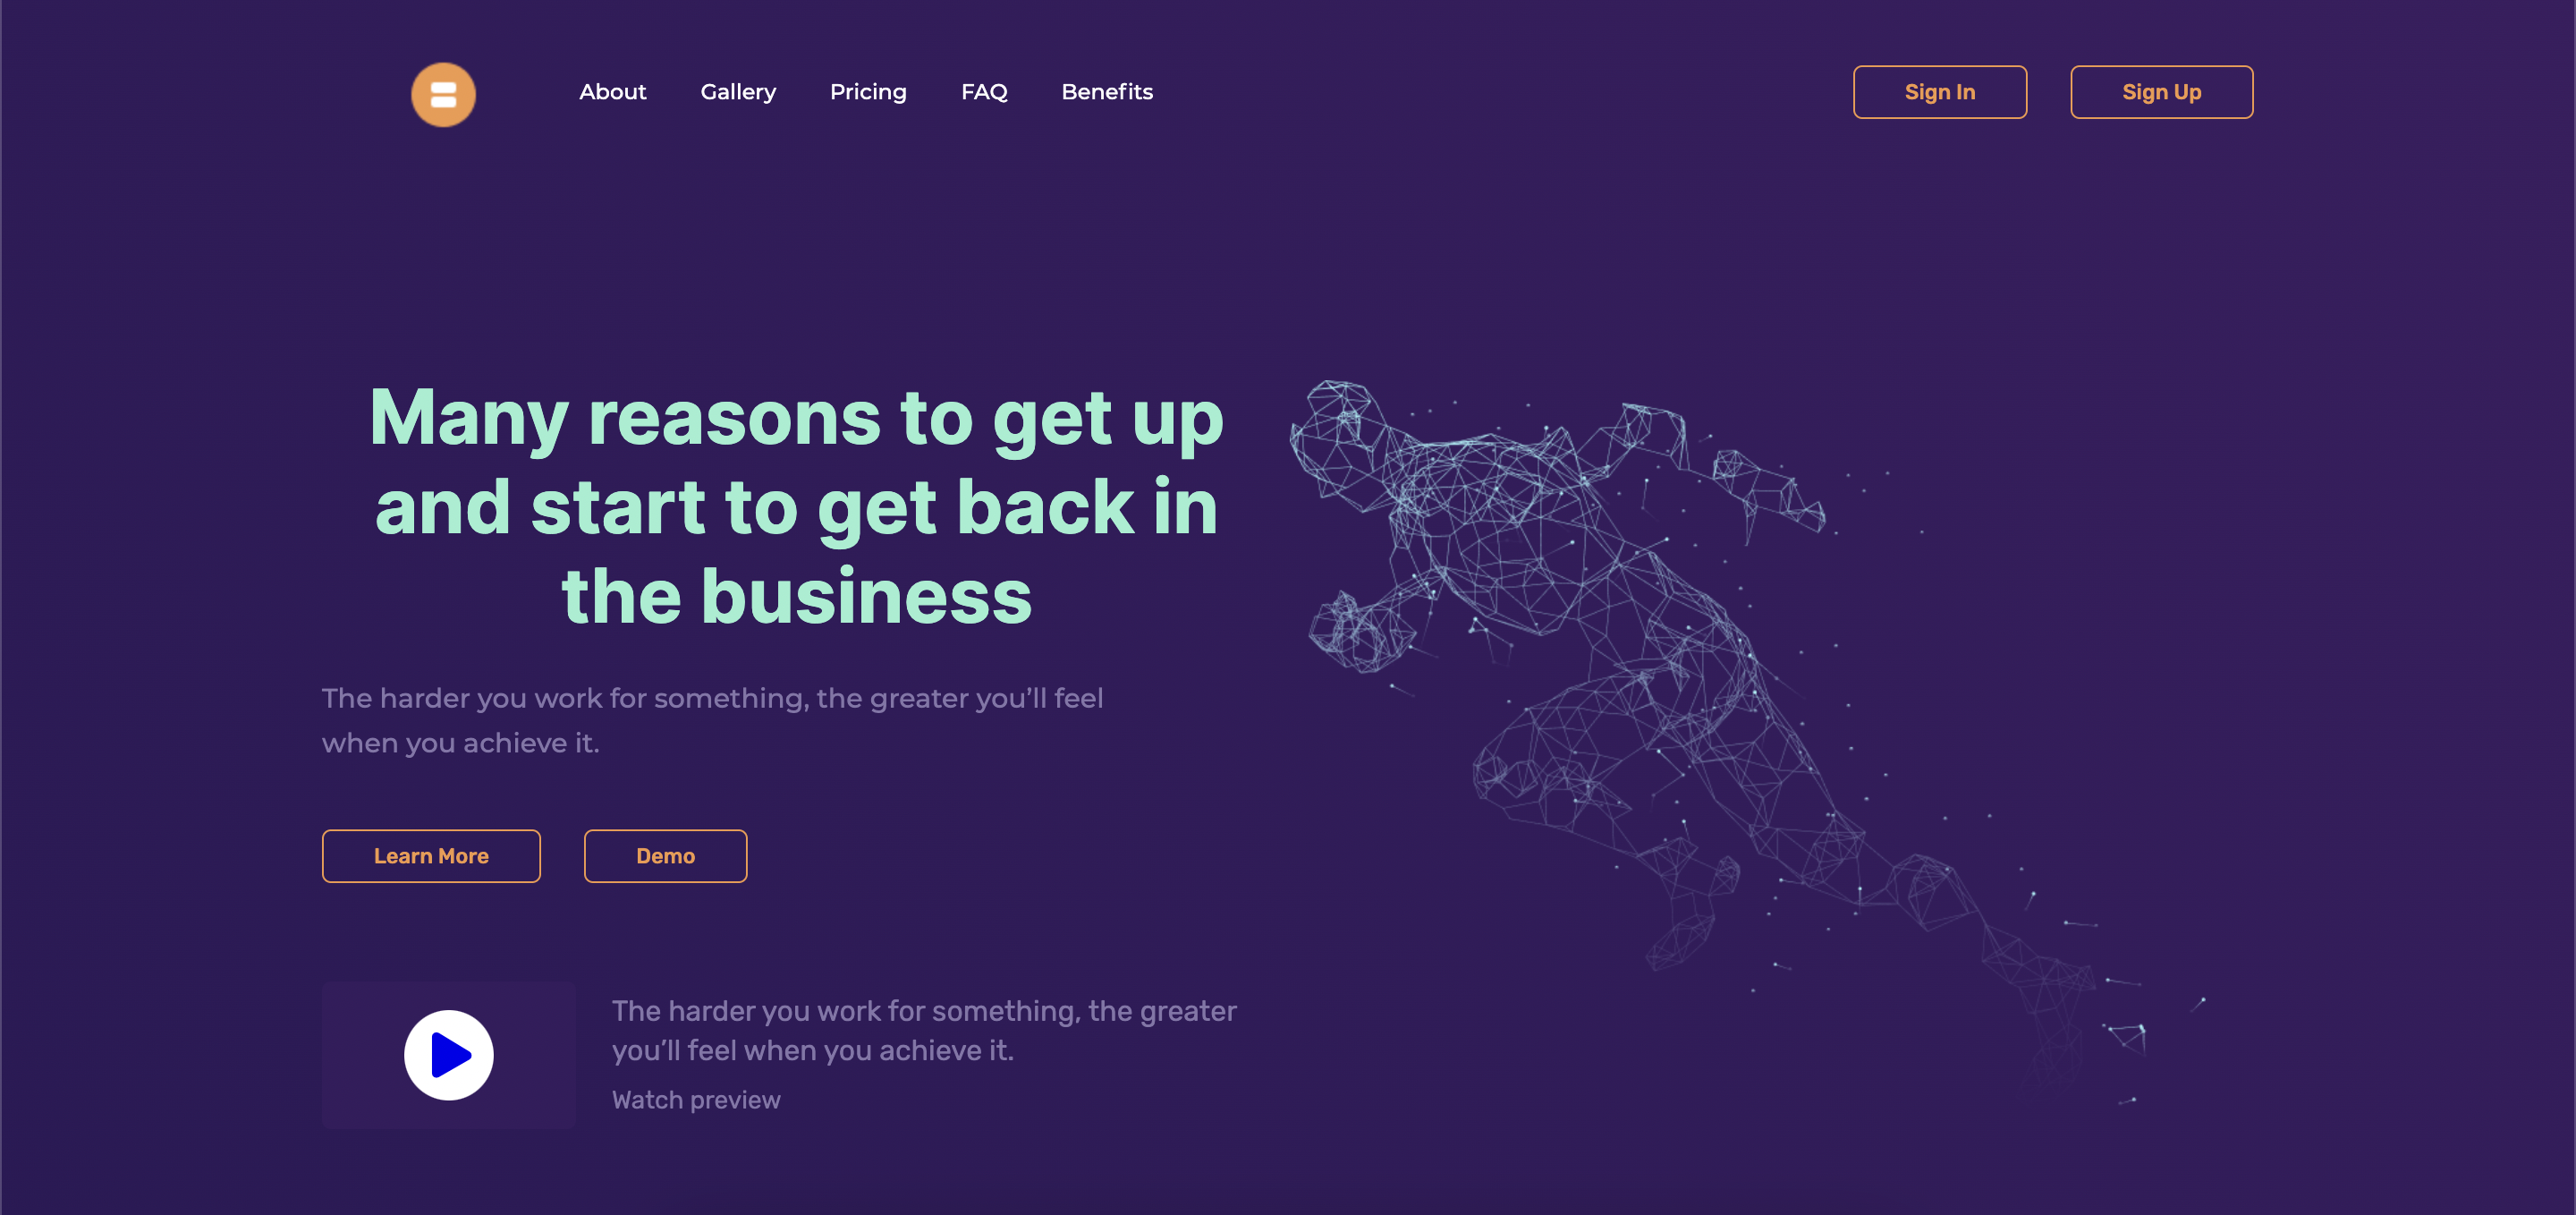 About
Gallery
Pricing
FAQ
Benefits
Sign In
Sign Up
Many reasons to get up
and start to get back in
the business
The harder you work for something, the greater you’ll feel
when you achieve it.
Learn More
Demo
The harder you work for something, the greater
you’ll feel when you achieve it.
Watch preview